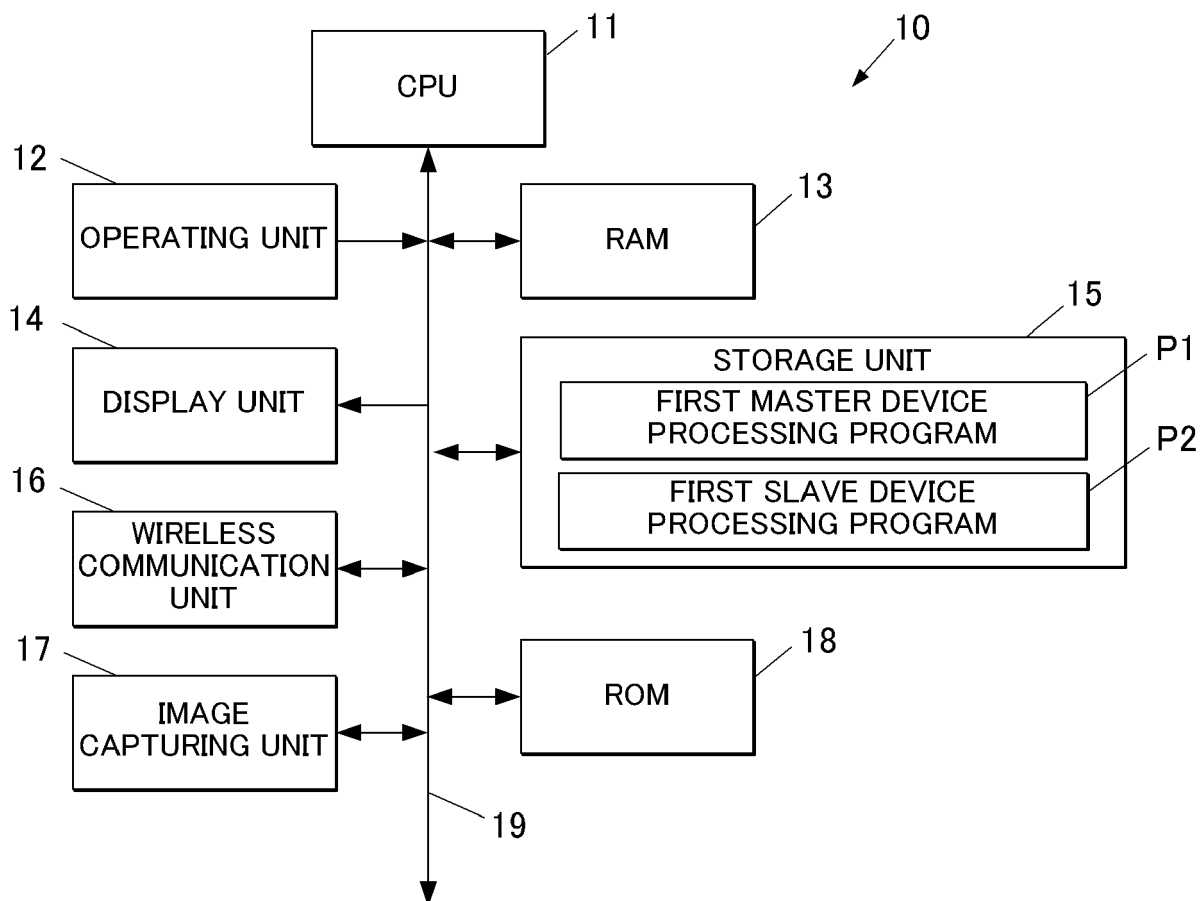 11
10
CPU
12
OPERATING UNIT
13
RAM
14
DISPLAY UNIT
15
STORAGE UNIT
P1
FIRST MASTER DEVICE
PROCESSING PROGRAM
P2
FIRST SLAVE DEVICE
PROCESSING PROGRAM
16
WIRELESS
COMMUNICATION
UNIT
17
IMAGE
CAPTURING UNIT
18
ROM
19